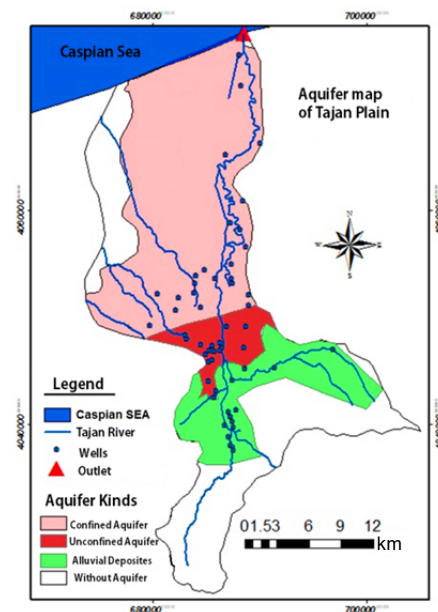 680000 700000
Caspian Sea
Aquifer map
of Tajan Plain
4060000
N
W E
S
Legend
Caspian SEA
Tajan River
Wells
Outlet
Aquifer Kinds
Confined Aquifer
Unconfined Aquifer
Alluvial Deposites
Without Aquifer
4040000
01.53 6 9 12
km
680000 700000